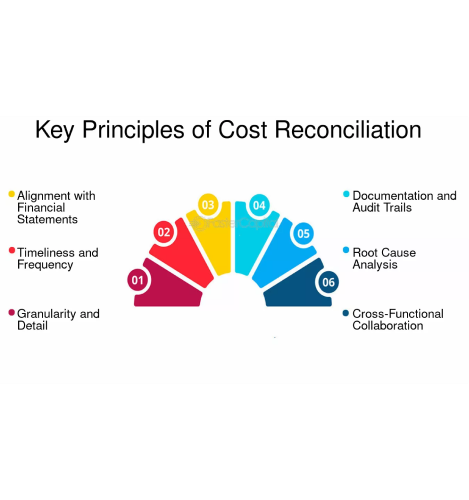 Key Principles of Cost Reconciliation
Alignment with
Financial
Statements
Timeliness and
Frequency
Granularity and
Detail
01
02
03
04
05
06
Documentation and
Audit Trails
Root Cause
Analysis
Cross-Functional
Collaboration